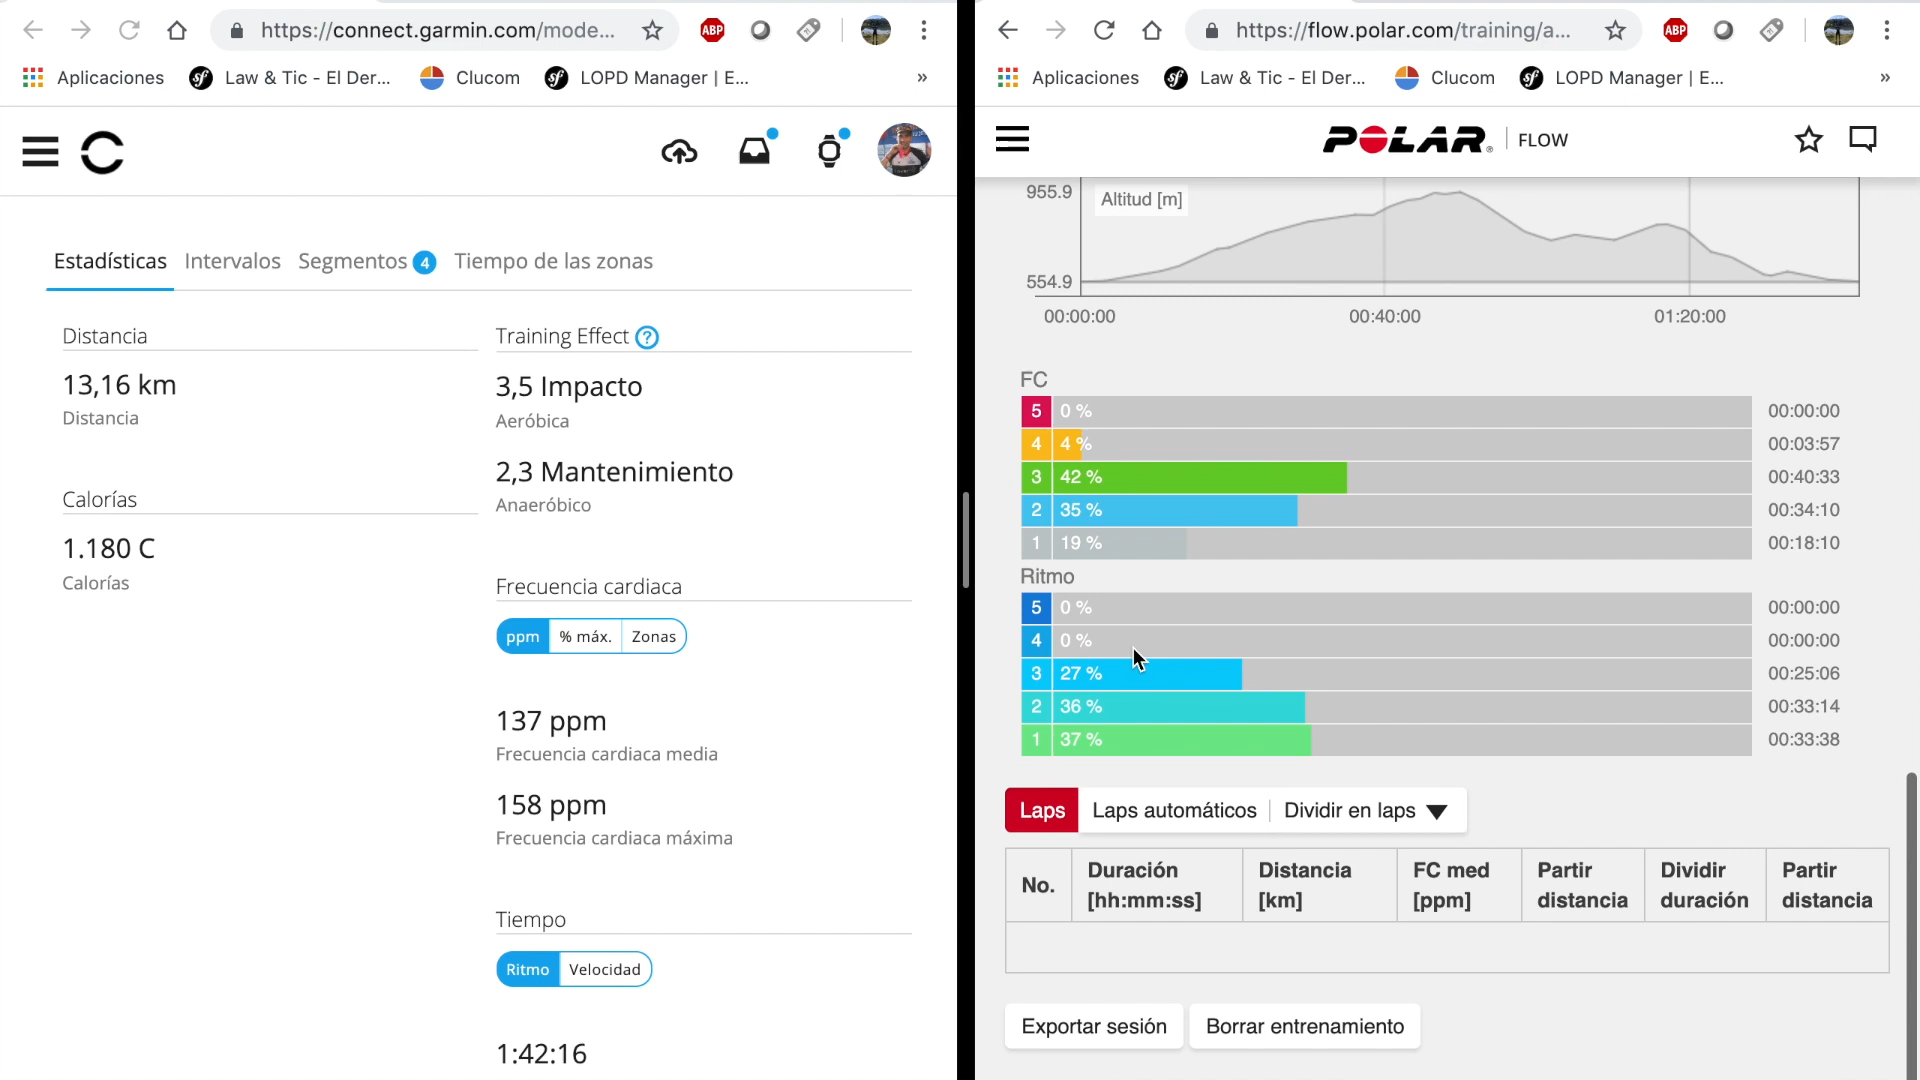 https://connect.garmin.com/mode...
ABP
Aplicaciones
Law & Tic - El Der...
Clucom
LOPD Manager | E...
»
Estadísticas
Intervalos
Segmentos 4
Tiempo de las zonas
Distancia
13,16 km
Distancia
Calorías
1.180 C
Calorías
Training Effect ?
3,5 Impacto
Aeróbica
2,3 Mantenimiento
Anaeróbico
Frecuencia cardiaca
ppm % máx. Zonas
137 ppm
Frecuencia cardiaca media
158 ppm
Frecuencia cardiaca máxima
Tiempo
Ritmo Velocidad
1:42:16
https://flow.polar.com/training/a...
ABP
Aplicaciones
Law & Tic - El Der...
Clucom
LOPD Manager | E...
»
POLAR. FLOW
955.9
Altitud [m]
554.9
00:00:00 00:40:00 01:20:00
FC
5 0 % 00:00:00
4 4 % 00:03:57
3 42 % 00:40:33
2 35 % 00:34:10
1 19 % 00:18:10
Ritmo
5 0 % 00:00:00
4 0 % 00:00:00
3 27 % 00:25:06
2 36 % 00:33:14
1 37 % 00:33:38
Laps Laps automáticos Dividir en laps
No.
Duración
[hh:mm:ss]
Distancia
[km]
FC med
[ppm]
Partir
distancia
Dividir
duración
Partir
distancia
Exportar sesión Borrar entrenamiento